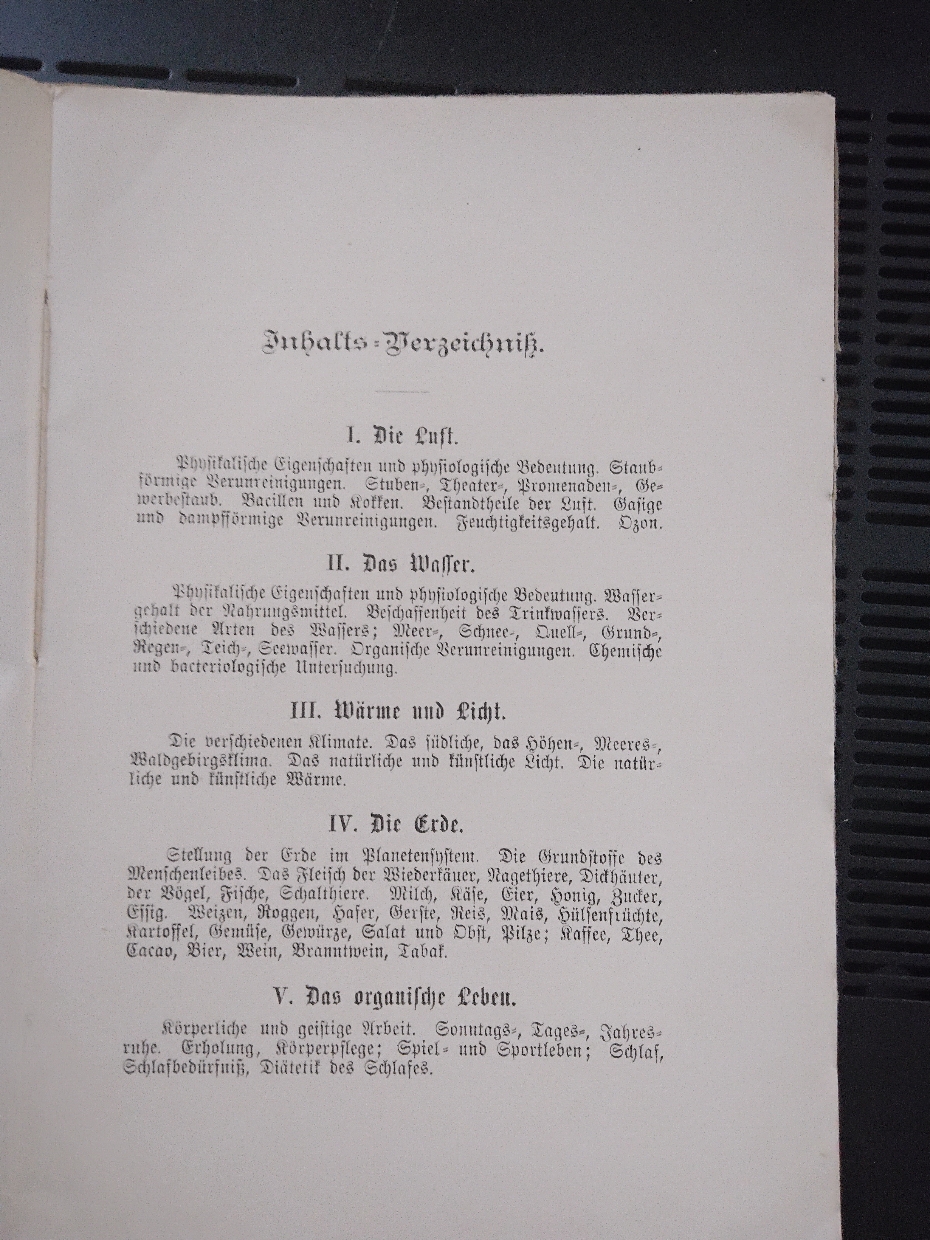 Inhalts-Verzeichniß.
I. Die Luft.
Physikalische Eigenschaften und physiologische Bedeutung. Staub-
förmige Verunreinigungen. Stuben-, Theater-, Promenaden-, Ge-
werbestaub. Bacillen und Kokken. Bestandtheile der Luft. Gasige
und dampfförmige Verunreinigungen. Feuchtigkeitsgehalt. Ozon.
II. Das Wasser.
Physikalische Eigenschaften und physiologische Bedeutung. Wasser-
gehalt der Nahrungsmittel. Beschaffenheit des Trinkwassers. Ver-
schiedene Arten des Wassers; Meer-, Schnee-, Quell-, Grund-,
Regen-, Teich-, Seewasser. Organische Verunreinigungen. Chemische
und bacteriologische Untersuchung.
III. Wärme und Licht.
Die verschiedenen Klimate. Das südliche, das Höhen-, Meeres-,
Waldgebirgsklima. Das natürliche und künstliche Licht. Die natür-
liche und künstliche Wärme.
IV. Die Erde.
Stellung der Erde im Planetensystem. Die Grundstoffe des
Menschenleibes. Das Fleisch der Wiederkäuer, Nagethiere, Dickhäuter,
der Vögel, Fische, Schalthiere. Milch, Käse, Eier, Honig, Zucker,
Essig. Weizen, Roggen, Hafer, Gerste, Reis, Mais, Hülsenfrüchte,
Kartoffel, Gemüse, Gewürze, Salat und Obst, Pilze; Kaffee, Thee,
Cacao, Bier, Wein, Branntwein, Tabak.
V. Das organische Leben.
Körperliche und geistige Arbeit. Sonntags-, Tages-, Jahres-
ruhe. Erholung, Körperpflege; Spiel- und Sportleben; Schlaf,
Schlafbedürfniß, Diätetik des Schlafes.